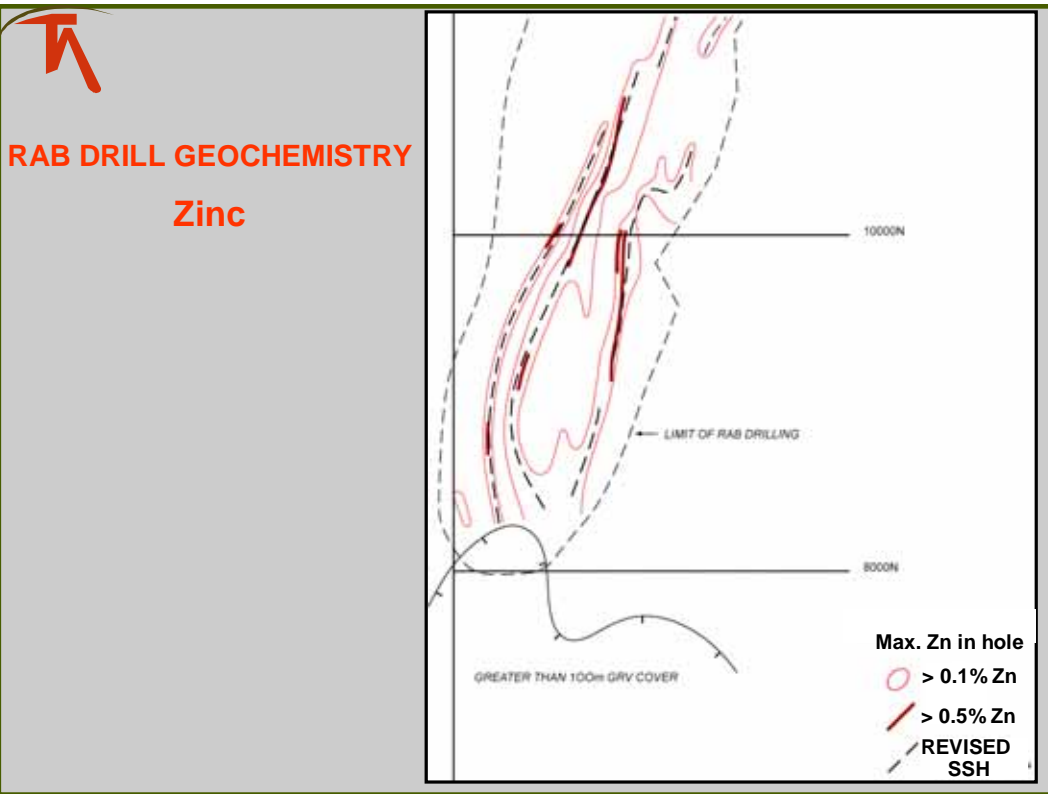 RAB DRILL GEOCHEMISTRY
Zinc
10000N
LIMIT OF RAB DRILLING
8000N
GREATER THAN 100m GRV COVER
Max. Zn in hole
> 0.1% Zn
> 0.5% Zn
REVISED
SSH